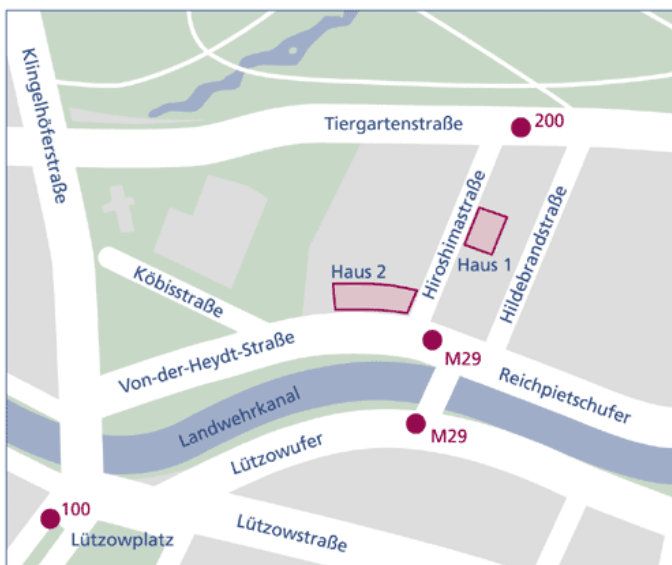 Klingelhöferstraße
Tiergartenstraße
200
Hiroshimastraße
Hildebrandstraße
Haus 1
Haus 2
Köbisstraße
Von-der-Heydt-Straße
M29
Reichpietschufer
Landwehrkanal
M29
Lützowufer
100
Lützowplatz
Lützowstraße